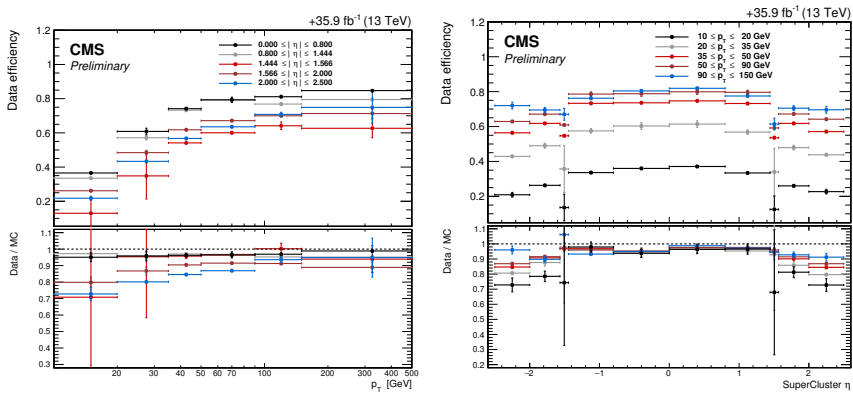 +35.9 fb⁻¹ (13 TeV)
CMS
Preliminary
0.000 ≤ | η | ≤ 0.800
0.800 ≤ | η | ≤ 1.444
1.444 ≤ | η | ≤ 1.566
1.566 ≤ | η | ≤ 2.000
2.000 ≤ | η | ≤ 2.500
Data efficiency
1
0.8
0.6
0.4
0.2
Data / MC
1.1
1
0.9
0.8
0.7
0.6
0.5
0.4
0.3
20 30 40 50 60 70 100 200 300 400 500
p_T [GeV]
+35.9 fb⁻¹ (13 TeV)
CMS
Preliminary
10 ≤ p_T ≤ 20 GeV
20 ≤ p_T ≤ 35 GeV
35 ≤ p_T ≤ 50 GeV
50 ≤ p_T ≤ 90 GeV
90 ≤ p_T ≤ 150 GeV
Data efficiency
1
0.8
0.6
0.4
0.2
Data / MC
1.1
1
0.9
0.8
0.7
0.6
0.5
0.4
0.3
0.2
−2 −1 0 1 2
SuperCluster η